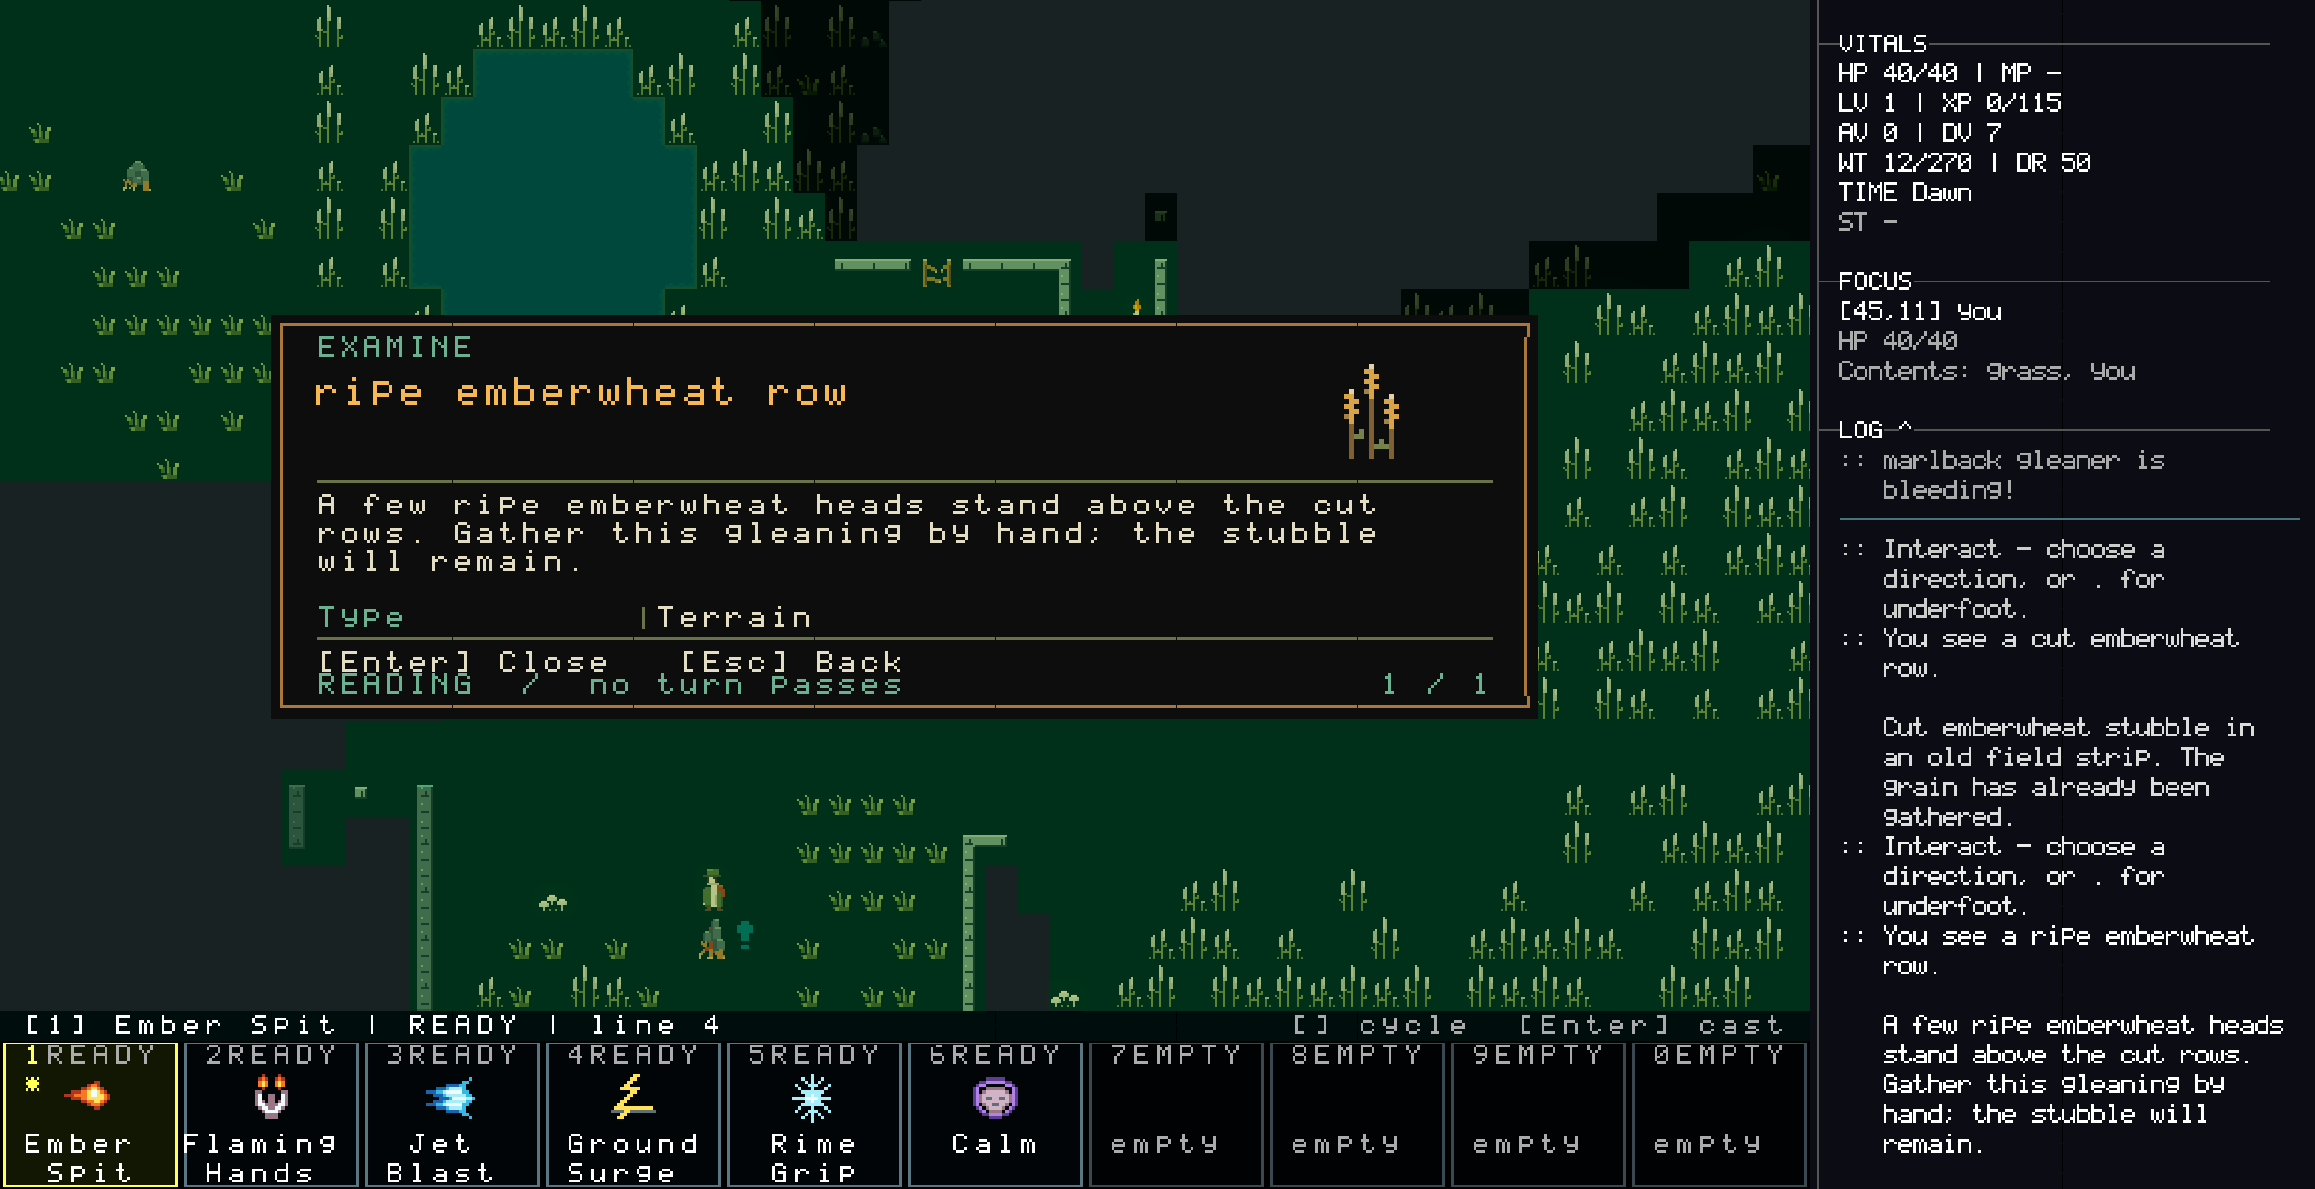 VITALS
HP 40/40 | MP -
LV 1 | XP 0/115
AV 0 | DV 7
WT 12/270 | DR 50
TIME Dawn
ST -
FOCUS
[45,11] you
HP 40/40
Contents: grass, you
LOG ^
:: marlback gleaner is
bleeding!
:: Interact - choose a
direction, or . for
underfoot.
:: You see a cut emberwheat
row.
Cut emberwheat stubble in
an old field strip. The
grain has already been
gathered.
:: Interact - choose a
direction, or . for
underfoot.
:: You see a ripe emberwheat
row.
A few ripe emberwheat heads
stand above the cut rows.
Gather this gleaning by
hand; the stubble will
remain.
EXAMINE
ripe emberwheat row
A few ripe emberwheat heads stand above the cut
rows. Gather this gleaning by hand; the stubble
will remain.
Type | Terrain
[Enter] Close [Esc] Back
READING / no turn passes 1 / 1
[1] Ember Spit | READY | line 4 [] cycle [Enter] cast
1READY 2READY 3READY 4READY 5READY 6READY 7EMPTY 8EMPTY 9EMPTY 0EMPTY
Ember Flaming Jet Ground Rime Calm empty empty empty empty
Spit Hands Blast Surge Grip